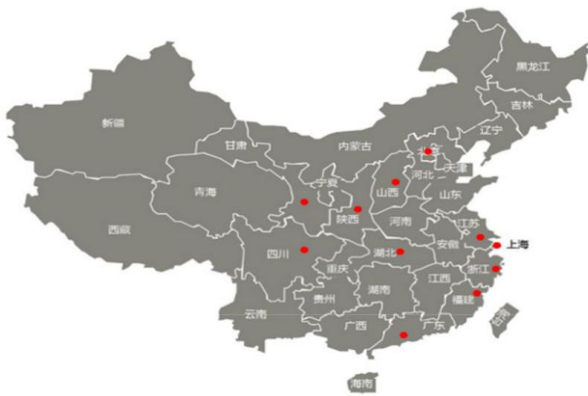 黑龙江
吉林
辽宁
新疆
甘肃
内蒙古
北京
天津
河北
宁夏
山西
山东
青海
陕西
河南
江苏
西藏
四川
湖北
安徽
上海
重庆
浙江
江西
湖南
贵州
福建
云南
广西
广东
台湾
海南